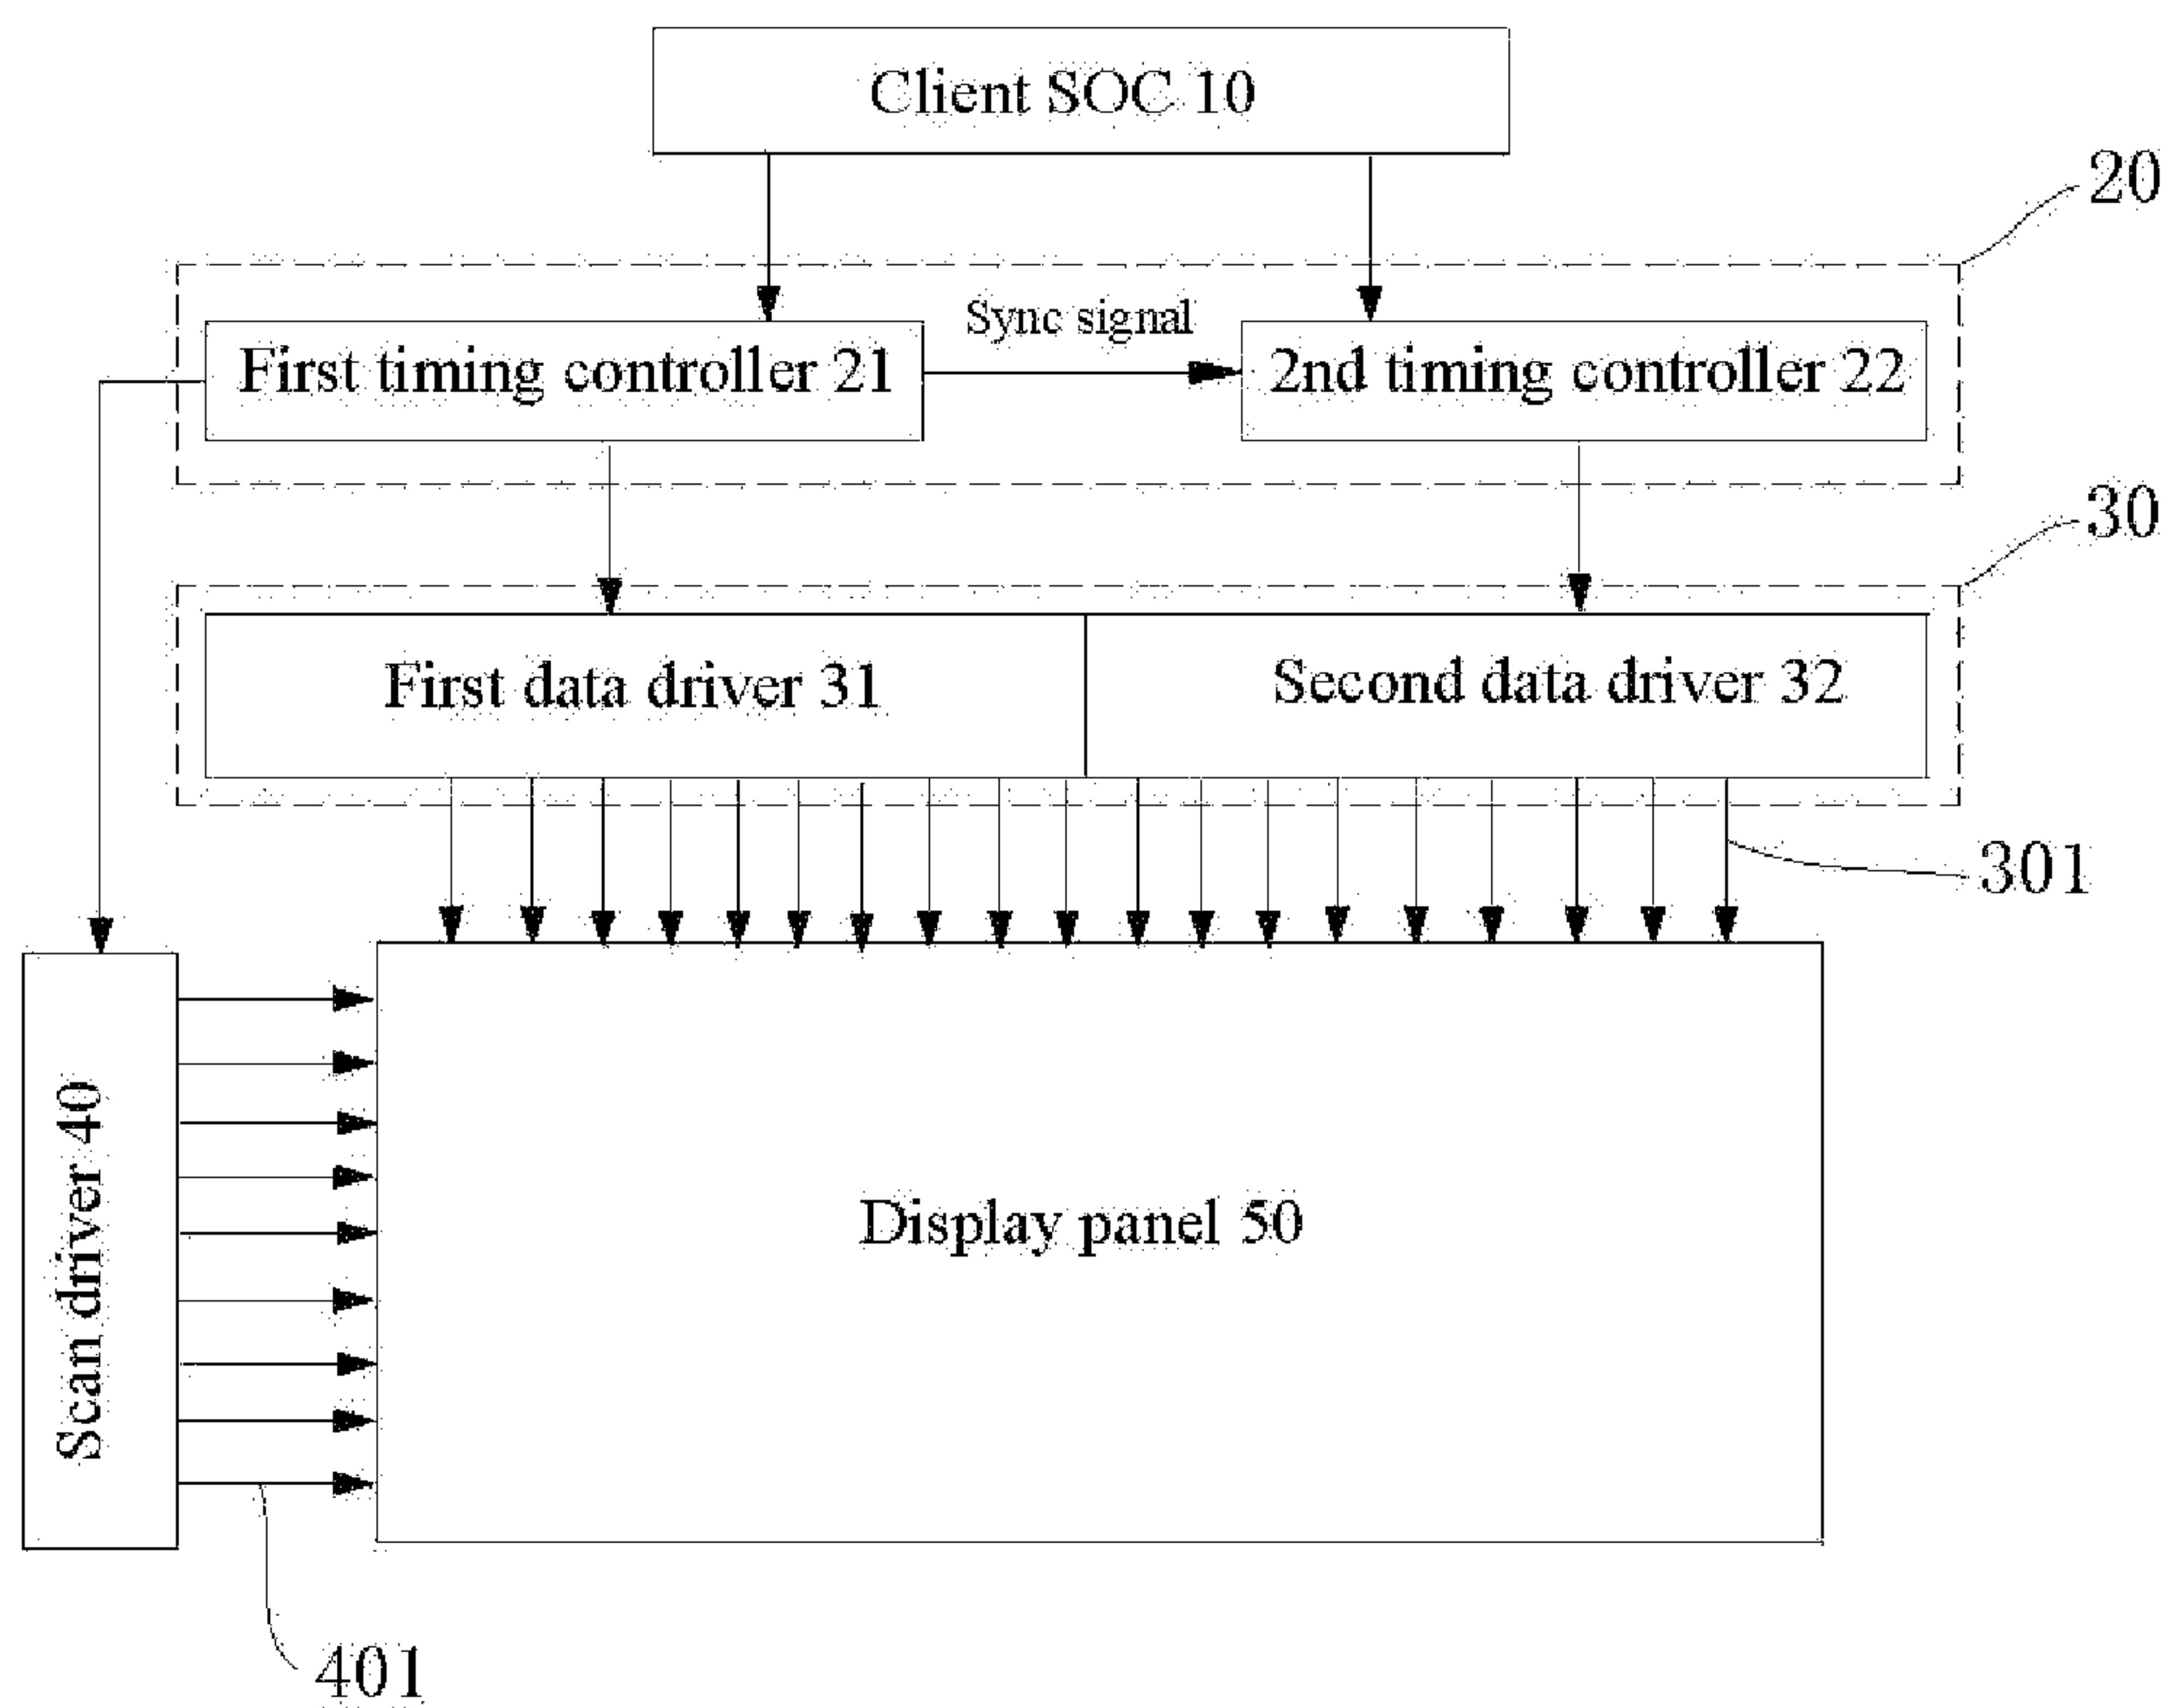 Client SOC 10
20
Sync signal
First timing controller 21
2nd timing controller 22
30
First data driver 31
Second data driver 32
301
Scan driver 40
Display panel 50
401